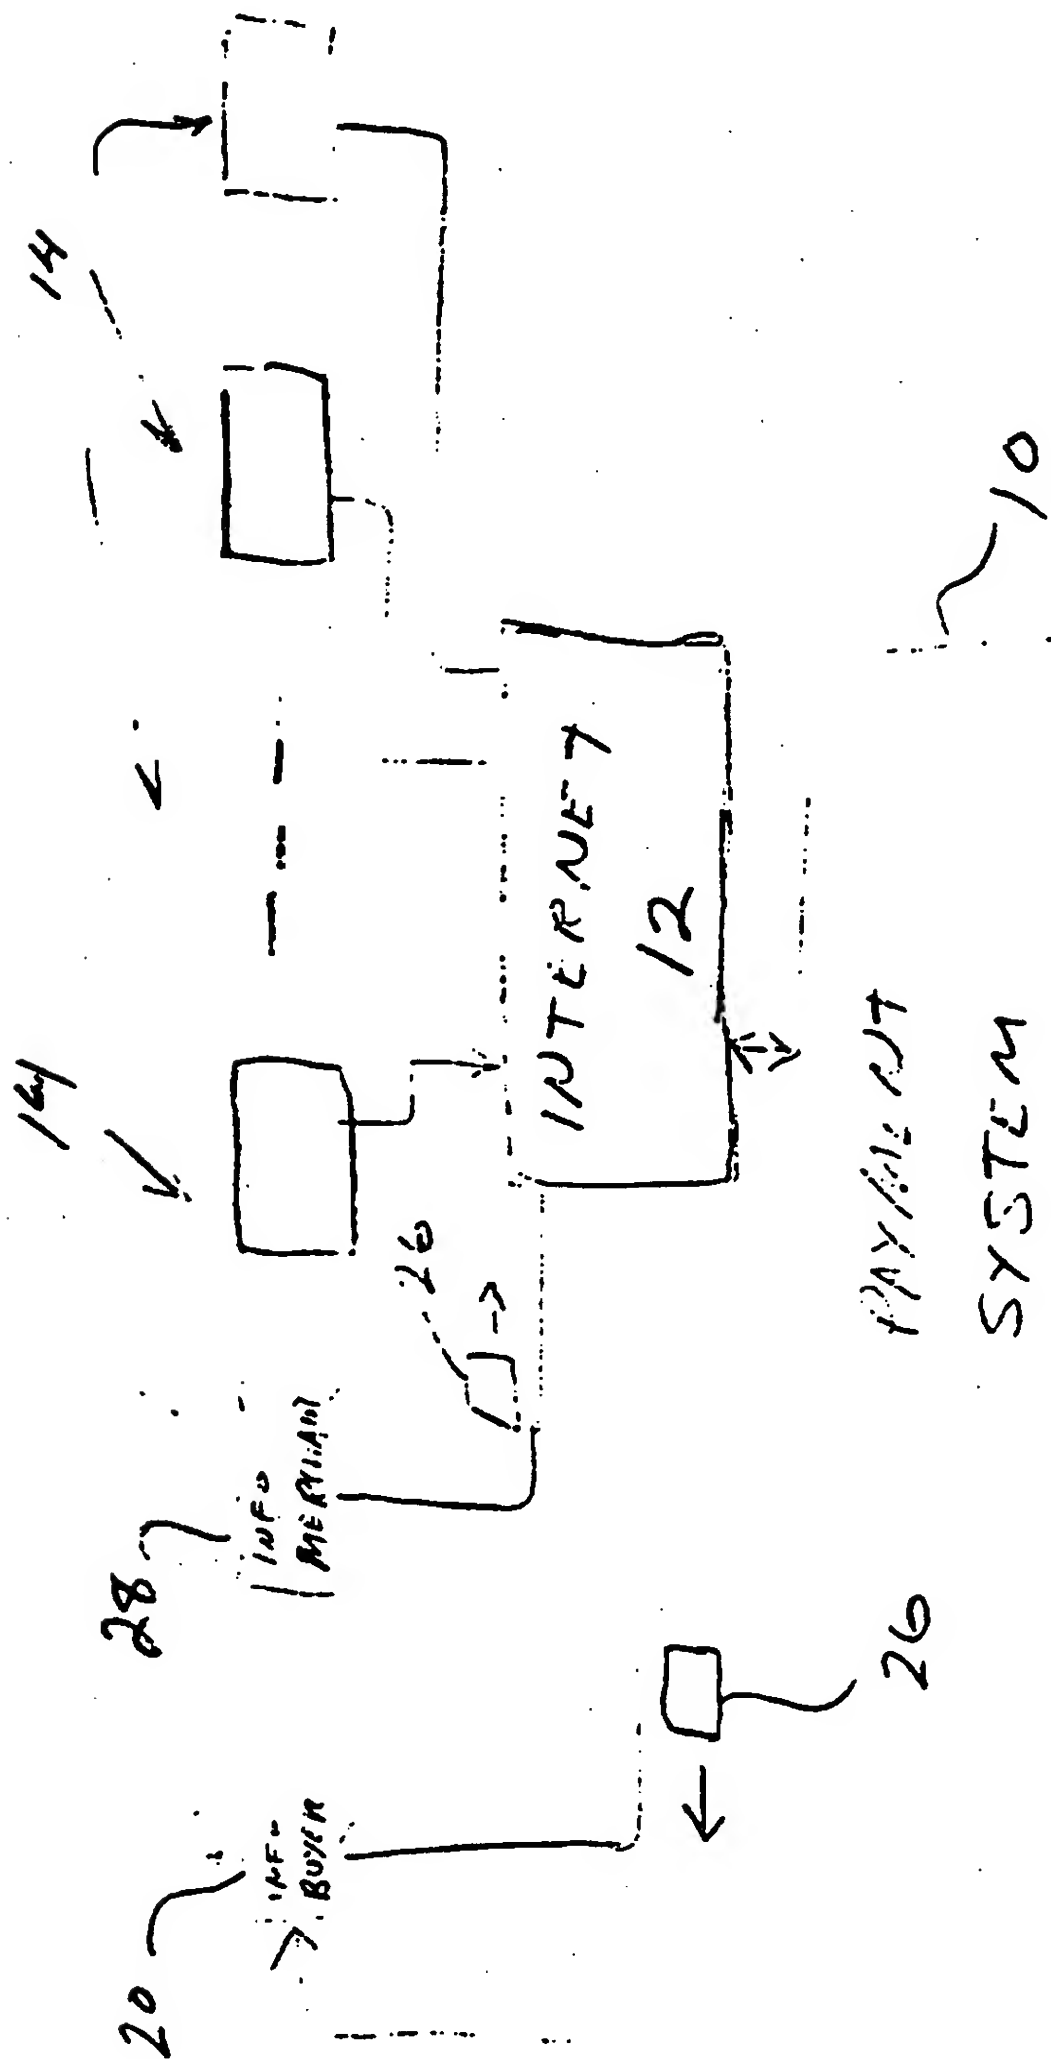 14
14
28
20
INFO
MERCHANT
INFO
BUYER
26
INTERNET
12
26
PAYMENT
SYSTEM
10